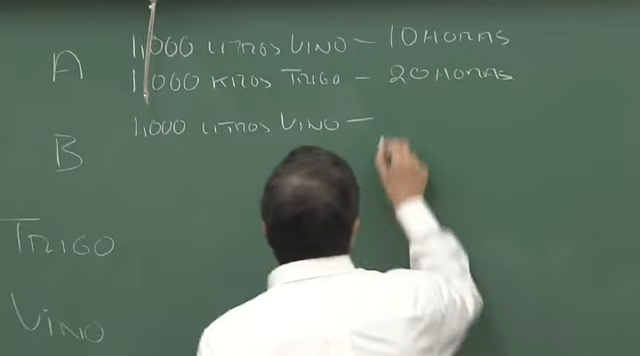 A
1,000 LITROS VINO — 10 HORAS
1,000 KILOS TRIGO — 20 HORAS
B
1,000 LITROS VINO —
TRIGO
VINO